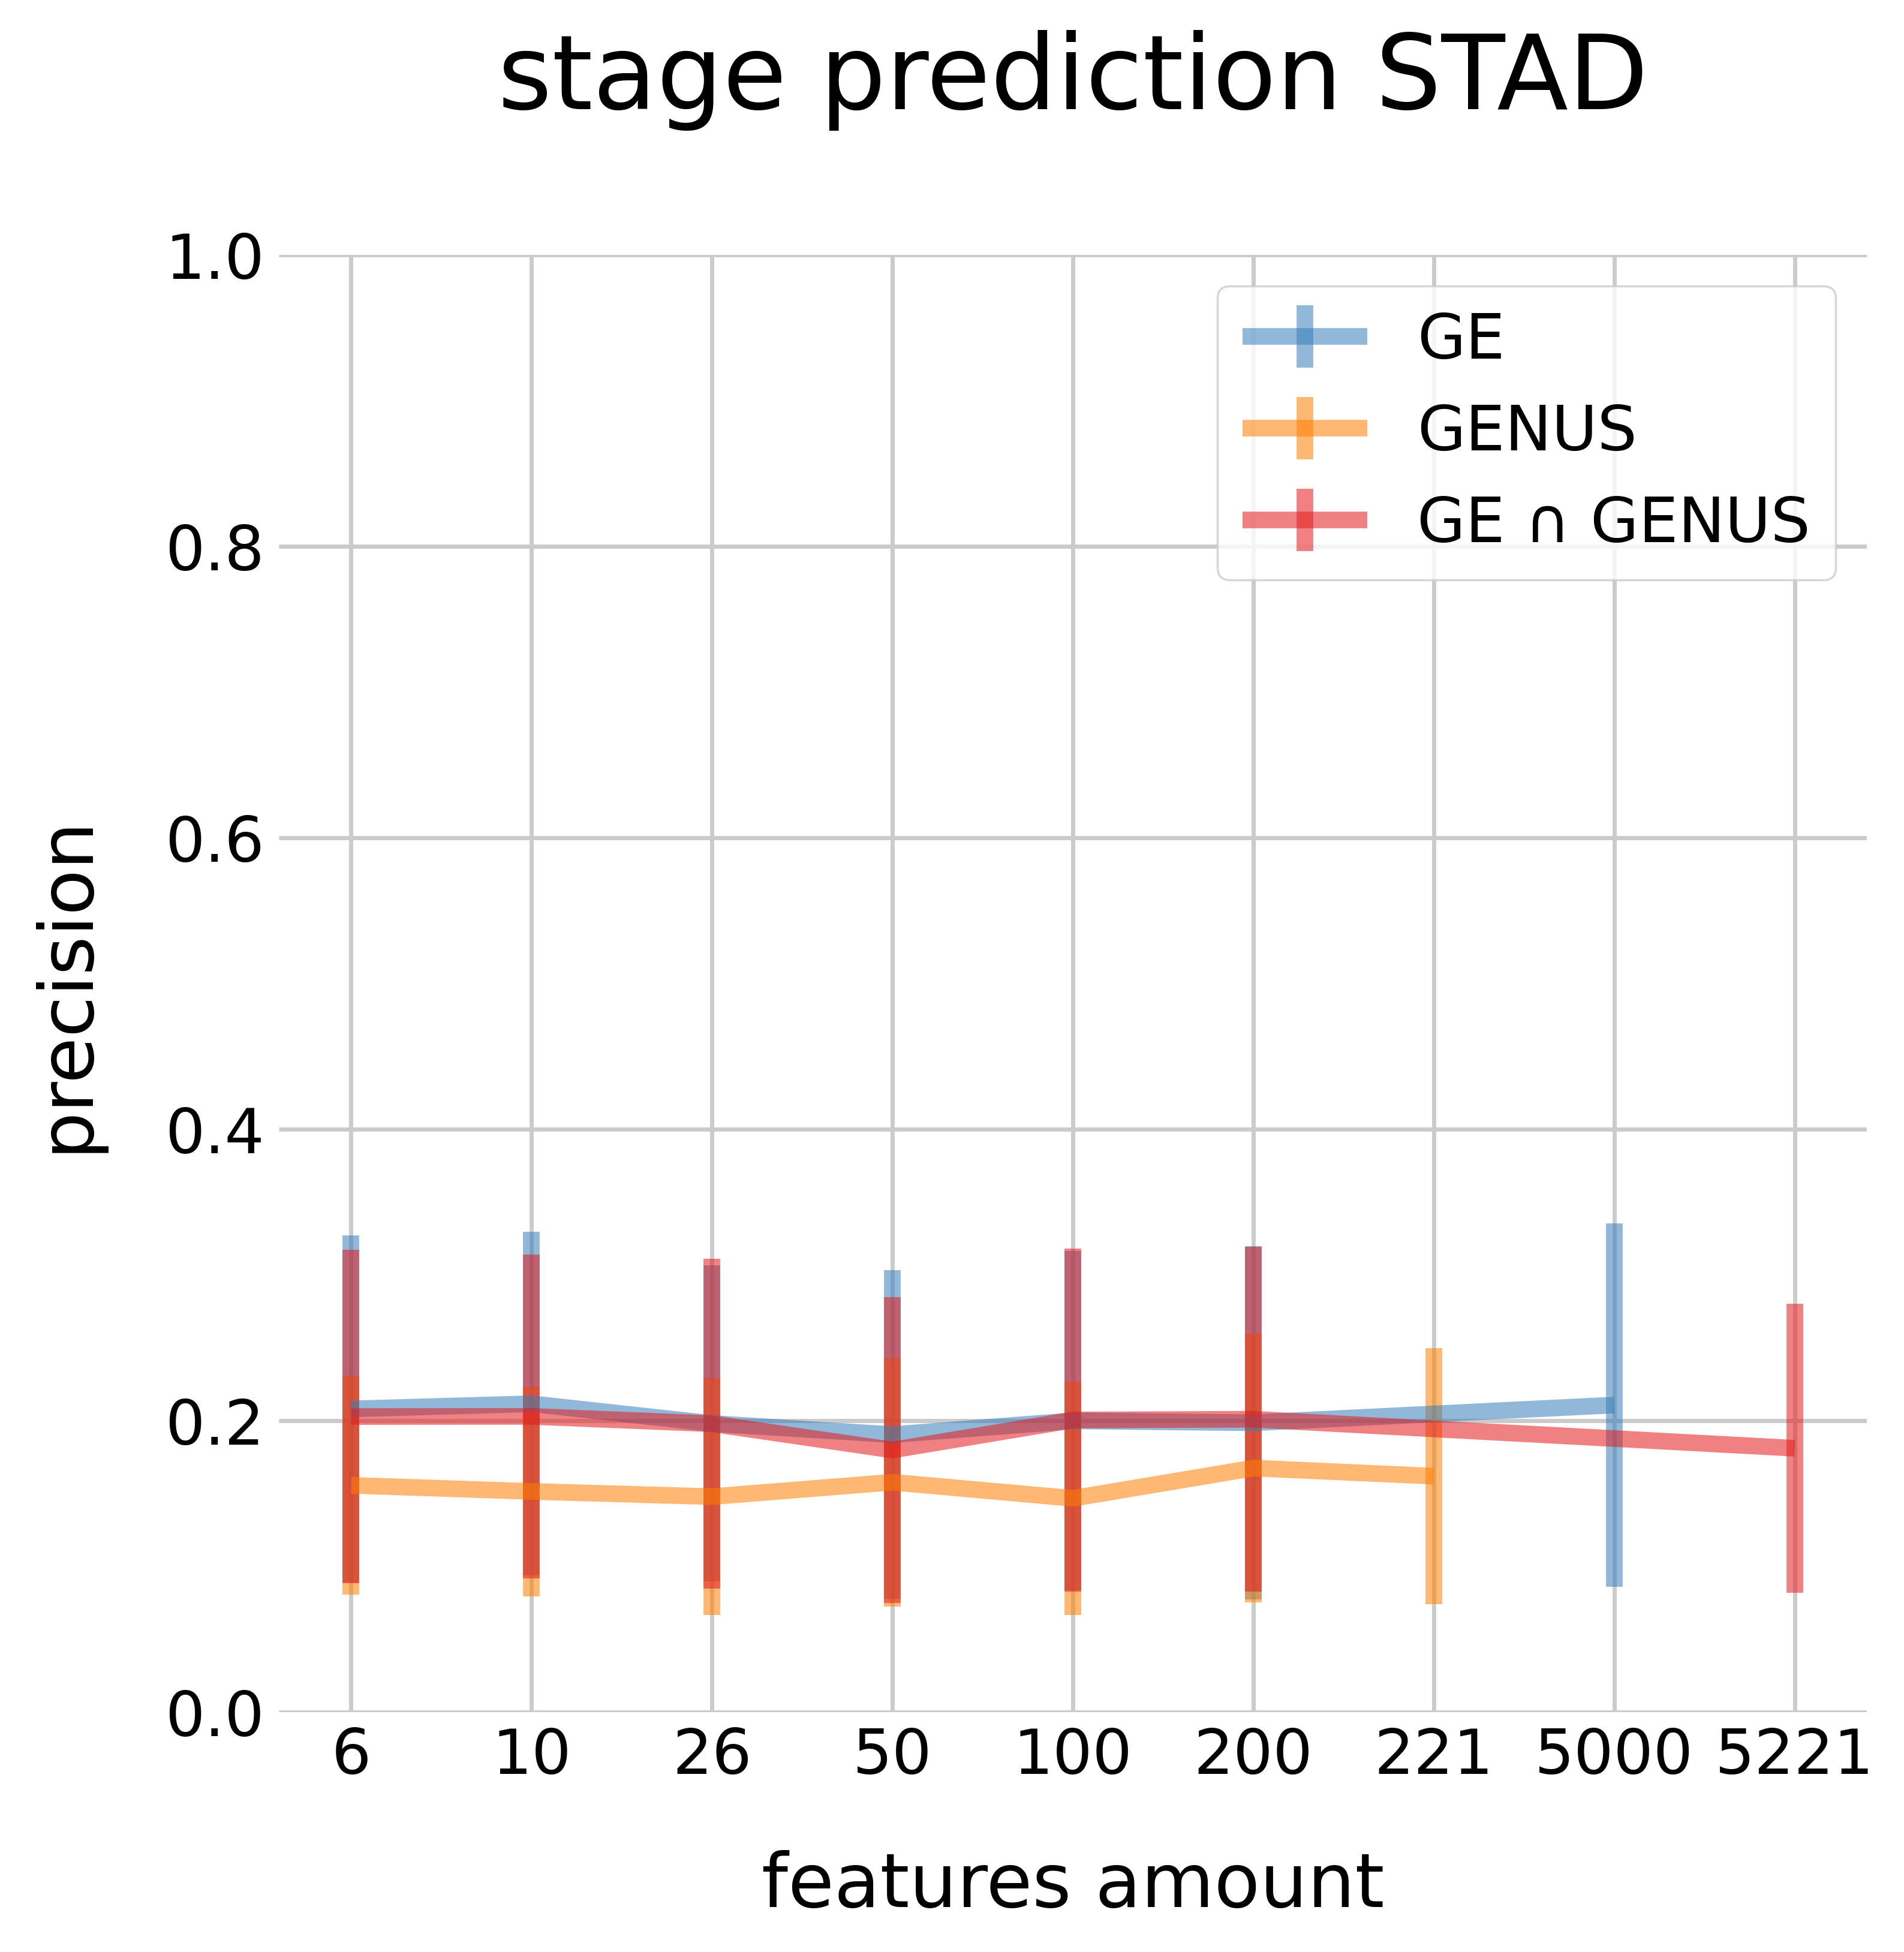 stage prediction STAD
1.0
0.8
0.6
0.4
0.2
0.0
precision
GE
GENUS
GE ∩ GENUS
6 10 26 50 100 200 221 5000 5221
features amount